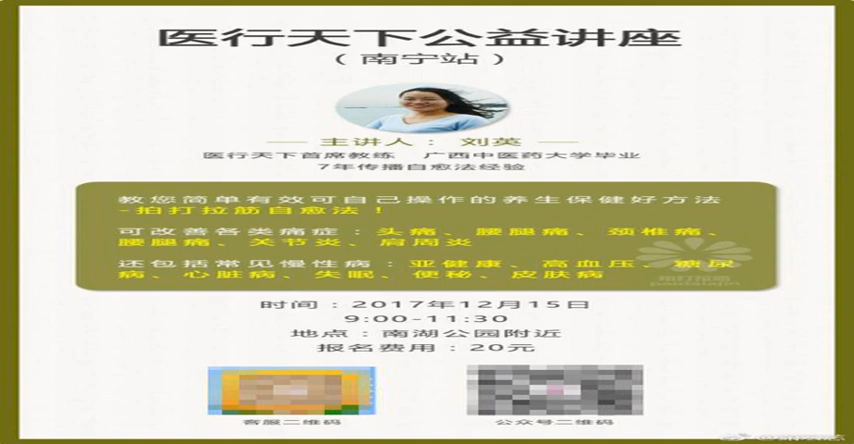 医行天下公益讲座
（南宁站）
主讲人：刘英
医行天下首席教练 广西中医药大学毕业
7年传播自愈法经验
教您简单有效可自己操作的养生保健好方法
-拍打拉筋自愈法！
可改善各类痛症：头痛、腰腿痛、颈椎痛、
腰腿痛、关节炎、肩周炎
还包括常见慢性病：亚健康、高血压、糖尿
病、心脏病、失眠、便秘、皮肤病
paidalajin
时间：2017年12月15日
9:00-11:30
地点：南湖公园附近
报名费用：20元
客服二维码
公众号二维码